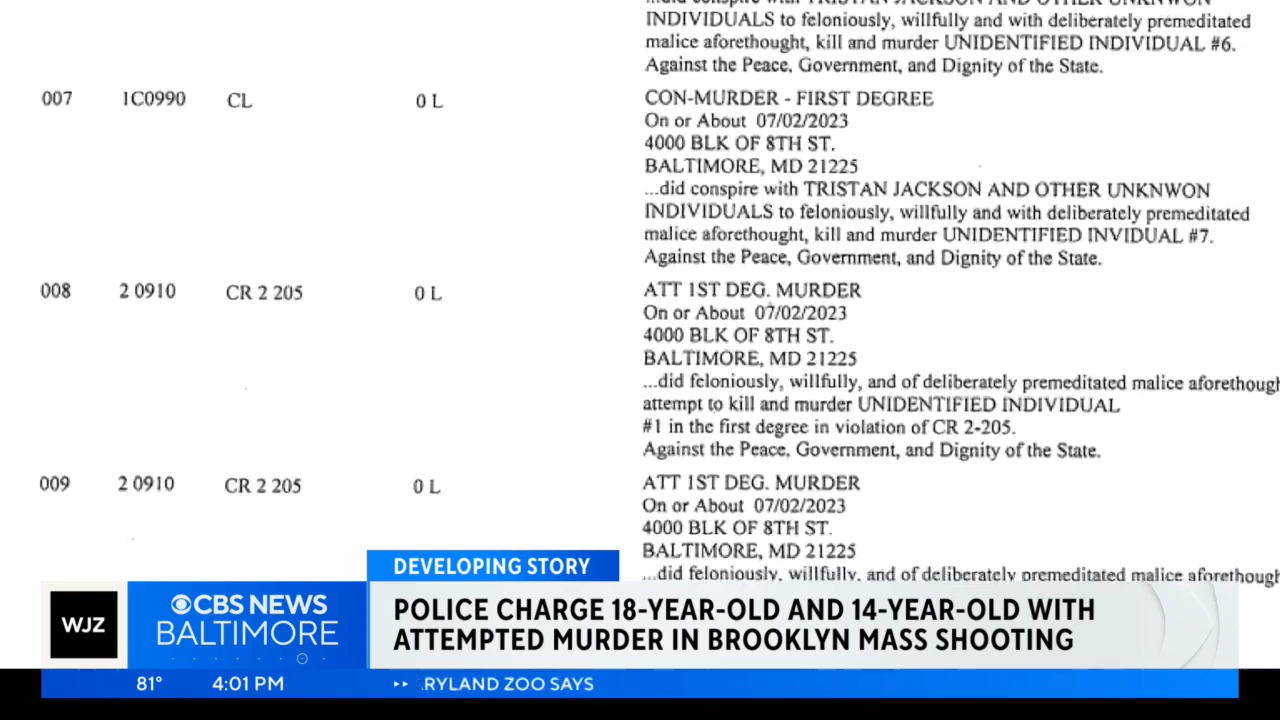 ...did conspire with TRISTAN JACKSON AND OTHER UNKNWON
INDIVIDUALS to feloniously, willfully and with deliberately premeditated
malice aforethought, kill and murder UNIDENTIFIED INDIVIDUAL #6.
Against the Peace, Government, and Dignity of the State.
007 1C0990 CL 0 L CON-MURDER - FIRST DEGREE
On or About 07/02/2023
4000 BLK OF 8TH ST.
BALTIMORE, MD 21225
...did conspire with TRISTAN JACKSON AND OTHER UNKNWON
INDIVIDUALS to feloniously, willfully and with deliberately premeditated
malice aforethought, kill and murder UNIDENTIFIED INVIDUAL #7.
Against the Peace, Government, and Dignity of the State.
008 2 0910 CR 2 205 0 L ATT 1ST DEG. MURDER
On or About 07/02/2023
4000 BLK OF 8TH ST.
BALTIMORE, MD 21225
...did feloniously, willfully, and of deliberately premeditated malice aforethough
attempt to kill and murder UNIDENTIFIED INDIVIDUAL
#1 in the first degree in violation of CR 2-205.
Against the Peace, Government, and Dignity of the State.
009 2 0910 CR 2 205 0 L ATT 1ST DEG. MURDER
On or About 07/02/2023
4000 BLK OF 8TH ST.
BALTIMORE, MD 21225
...did feloniously, willfully, and of deliberately premeditated malice aforethough
DEVELOPING STORY
WJZ
CBS NEWS
BALTIMORE
POLICE CHARGE 18-YEAR-OLD AND 14-YEAR-OLD WITH
ATTEMPTED MURDER IN BROOKLYN MASS SHOOTING
81° 4:01 PM RYLAND ZOO SAYS